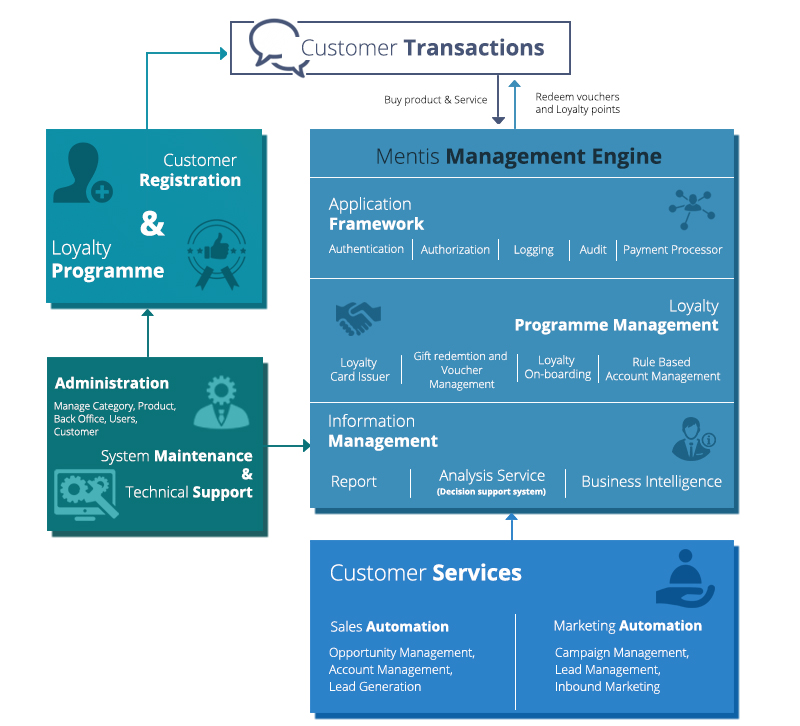 Customer Transactions
Buy product & Service
Redeem vouchers
and Loyalty points
Customer
Registration
&
Loyalty
Programme
Mentis Management Engine
Application
Framework
Authentication
Authorization
Logging
Audit
Payment Processor
Loyalty
Programme Management
Loyalty
Card Issuer
Gift redemtion and
Voucher
Management
Loyalty
On-boarding
Rule Based
Account Management
Information
Management
Report
Analysis Service
(Decision support system)
Business Intelligence
Administration
Manage Category, Product,
Back Office, Users,
Customer
System Maintenance
&
Technical Support
Customer Services
Sales Automation
Opportunity Management,
Account Management,
Lead Generation
Marketing Automation
Campaign Management,
Lead Management,
Inbound Marketing